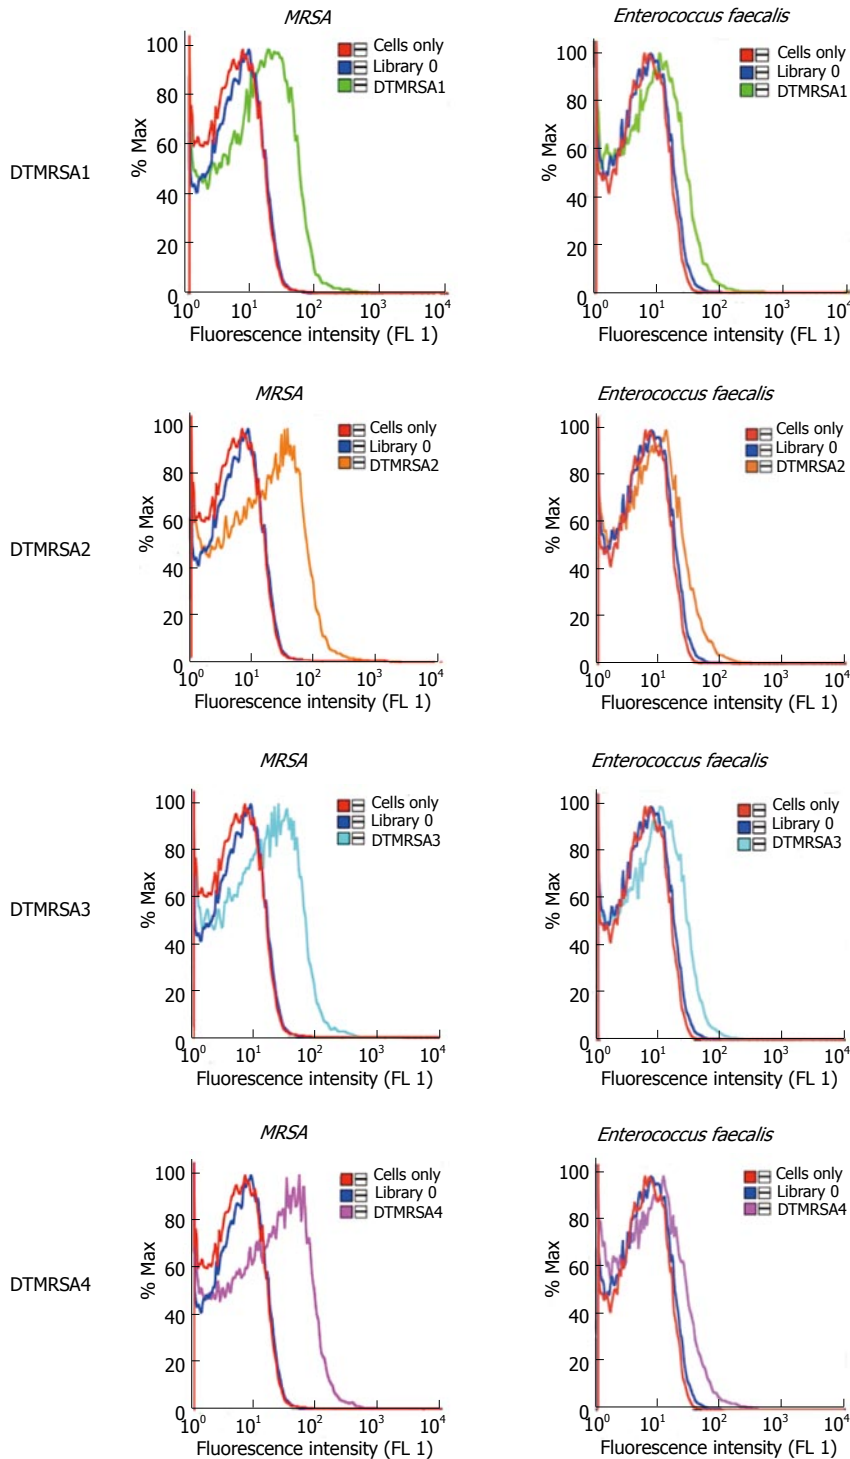 MRSA
Enterococcus faecalis
DTMRSA1
% Max
100
80
60
40
20
0
10⁰ 10¹ 10² 10³ 10⁴
Fluorescence intensity (FL 1)
Cells only
Library 0
DTMRSA1
% Max
100
80
60
40
20
0
10⁰ 10¹ 10² 10³ 10⁴
Fluorescence intensity (FL 1)
Cells only
Library 0
DTMRSA1
MRSA
Enterococcus faecalis
DTMRSA2
% Max
100
80
60
40
20
0
10⁰ 10¹ 10² 10³ 10⁴
Fluorescence intensity (FL 1)
Cells only
Library 0
DTMRSA2
% Max
100
80
60
40
20
0
10⁰ 10¹ 10² 10³ 10⁴
Fluorescence intensity (FL 1)
Cells only
Library 0
DTMRSA2
MRSA
Enterococcus faecalis
DTMRSA3
% Max
100
80
60
40
20
0
10⁰ 10¹ 10² 10³ 10⁴
Fluorescence intensity (FL 1)
Cells only
Library 0
DTMRSA3
% Max
100
80
60
40
20
0
10⁰ 10¹ 10² 10³ 10⁴
Fluorescence intensity (FL 1)
Cells only
Library 0
DTMRSA3
MRSA
Enterococcus faecalis
DTMRSA4
% Max
100
80
60
40
20
0
10⁰ 10¹ 10² 10³ 10⁴
Fluorescence intensity (FL 1)
Cells only
Library 0
DTMRSA4
% Max
100
80
60
40
20
0
10⁰ 10¹ 10² 10³ 10⁴
Fluorescence intensity (FL 1)
Cells only
Library 0
DTMRSA4